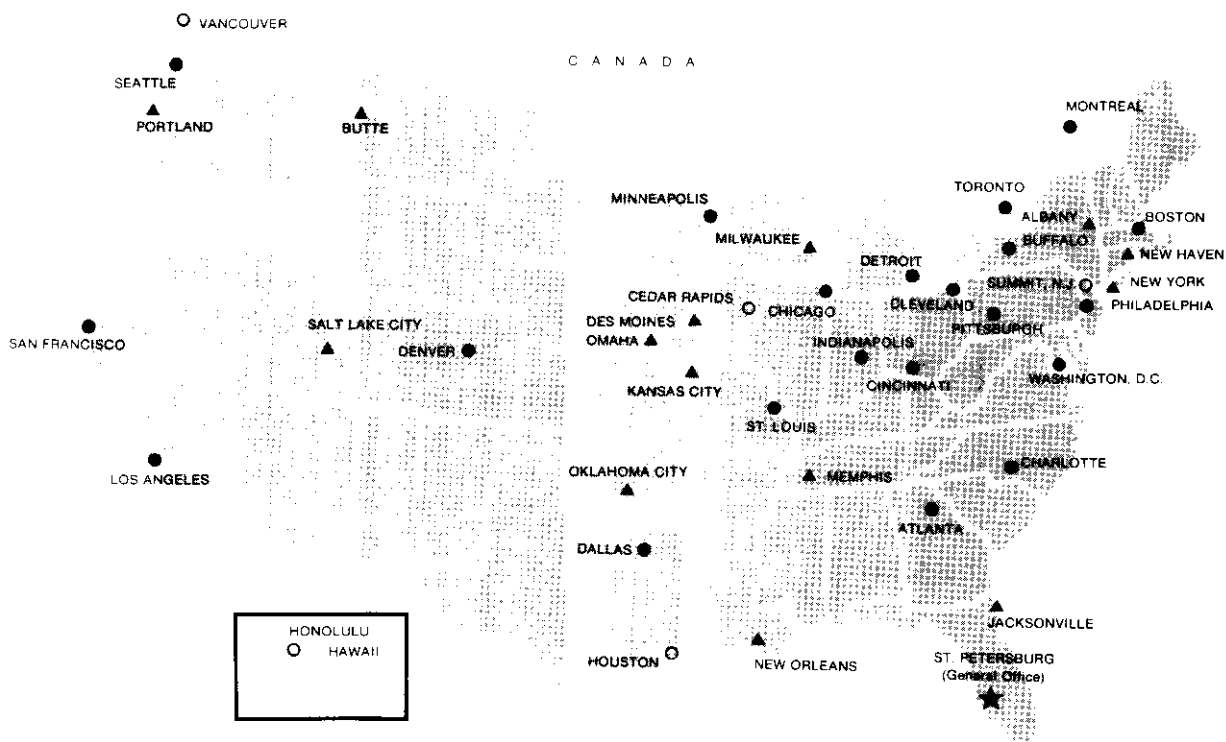 VANCOUVER
C A N A D A
SEATTLE
PORTLAND
BUTTE
MONTREAL
MINNEAPOLIS
TORONTO
ALBANY
BOSTON
MILWAUKEE
BUFFALO
NEW HAVEN
DETROIT
SUMMIT, N.J.
NEW YORK
CEDAR RAPIDS
CHICAGO
CLEVELAND
PHILADELPHIA
SALT LAKE CITY
DES MOINES
PITTSBURGH
SAN FRANCISCO
DENVER
OMAHA
INDIANAPOLIS
KANSAS CITY
CINCINNATI
WASHINGTON, D.C.
ST. LOUIS
LOS ANGELES
OKLAHOMA CITY
MEMPHIS
CHARLOTTE
ATLANTA
DALLAS
JACKSONVILLE
HONOLULU
HAWAII
HOUSTON
NEW ORLEANS
ST. PETERSBURG
(General Office)